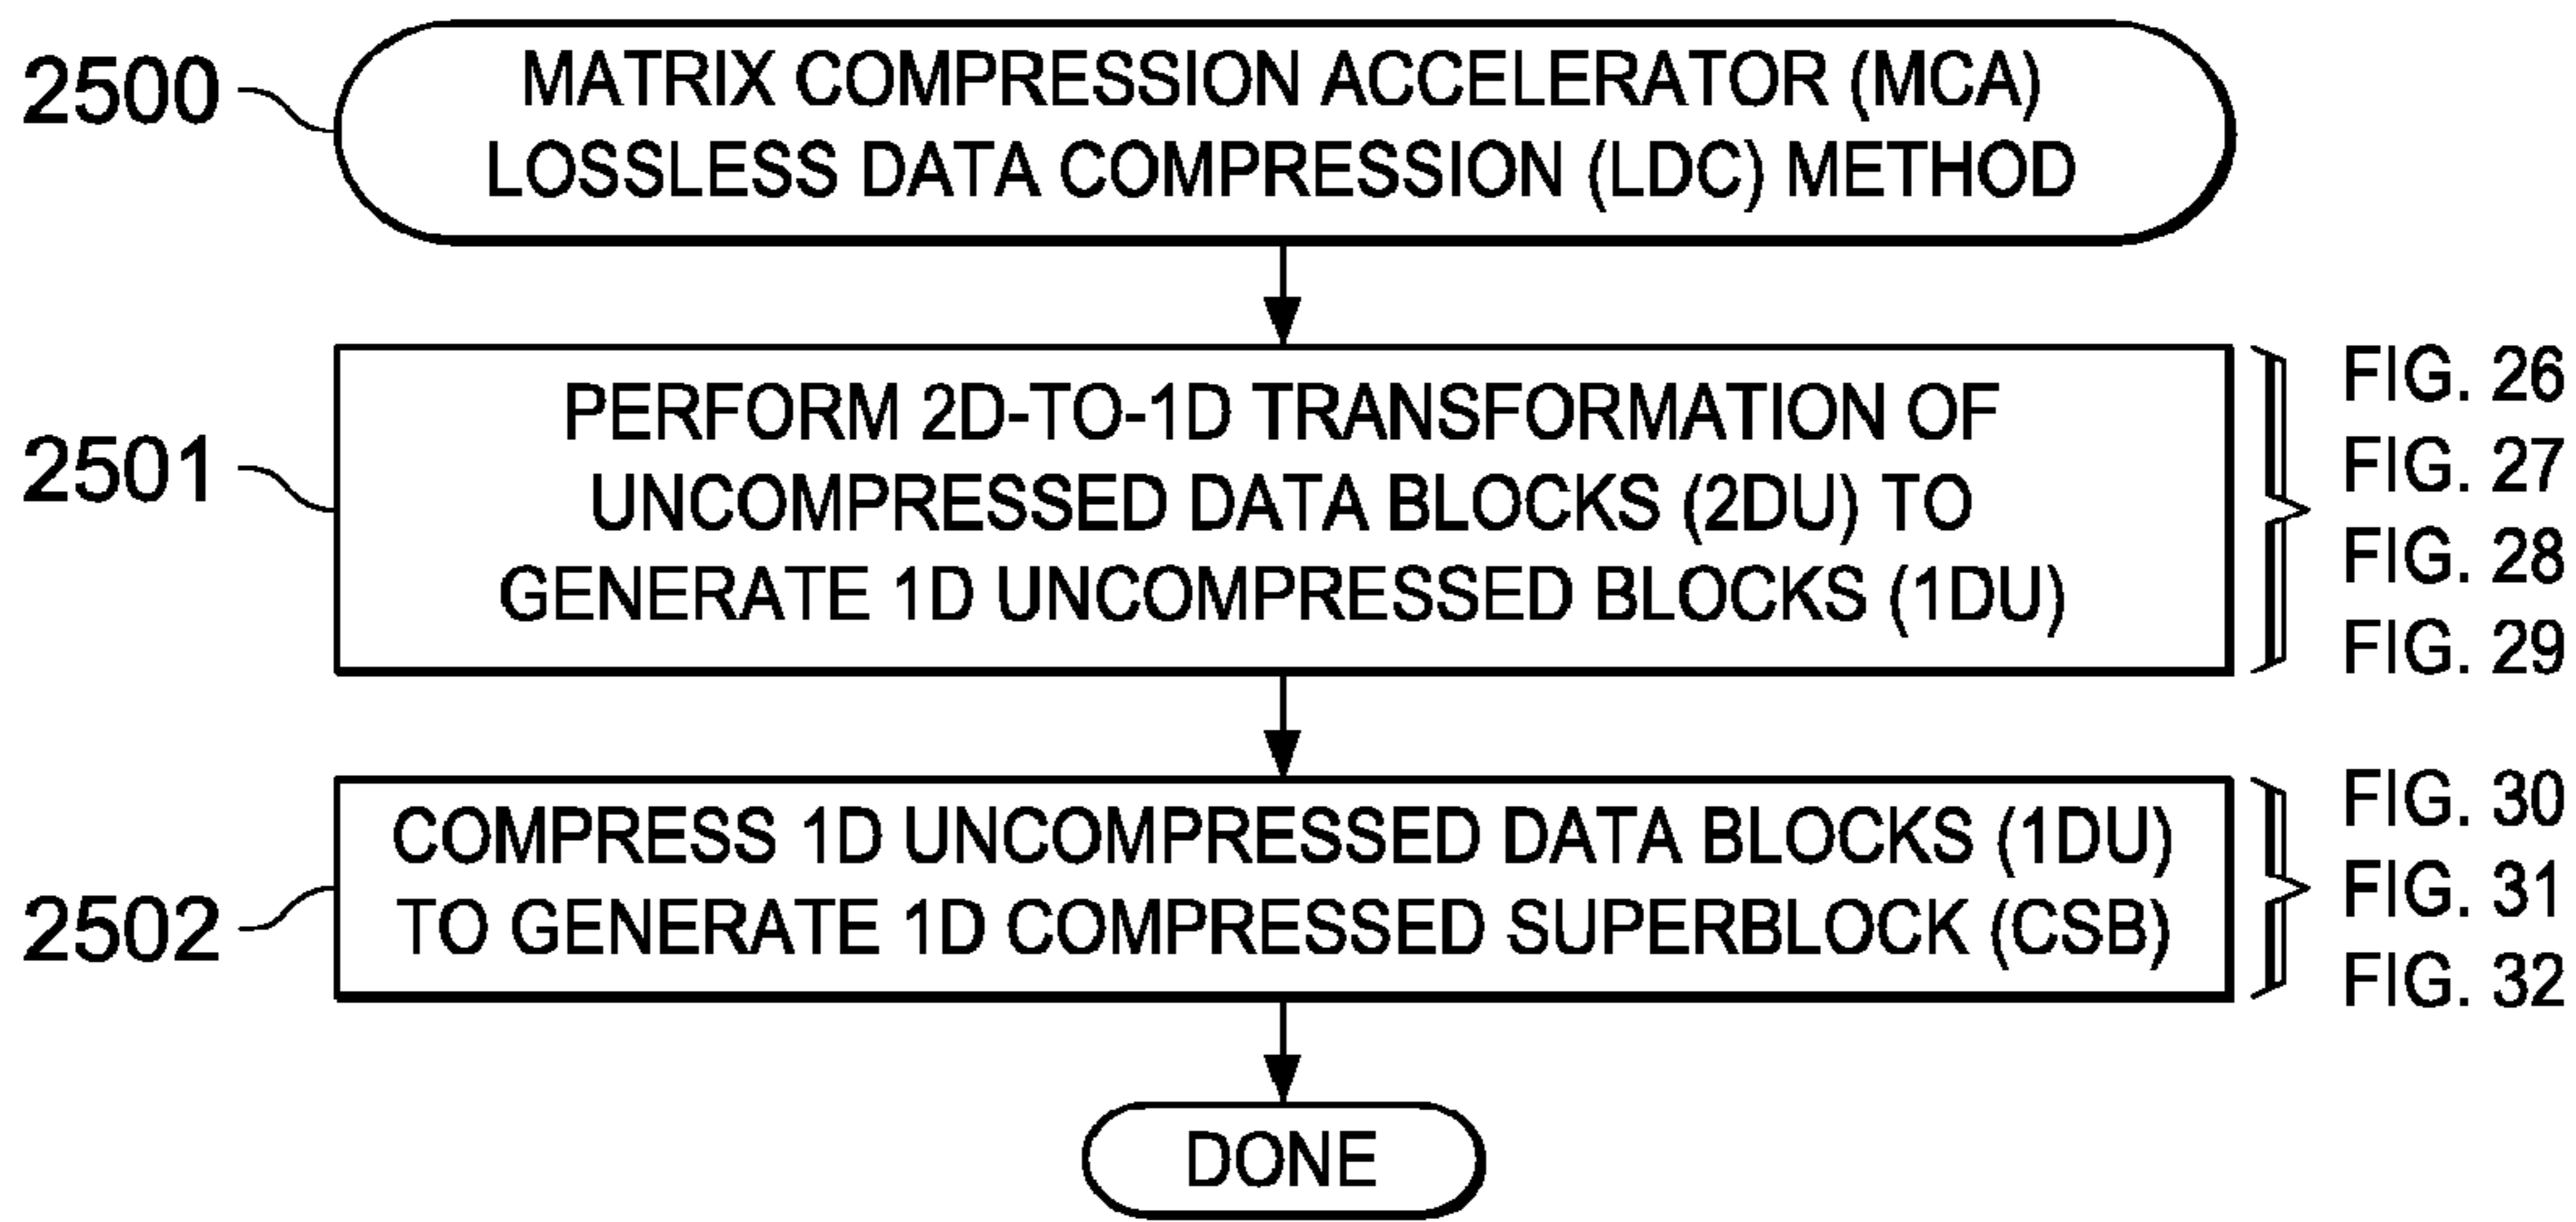 2500
MATRIX COMPRESSION ACCELERATOR (MCA)
LOSSLESS DATA COMPRESSION (LDC) METHOD
2501
PERFORM 2D-TO-1D TRANSFORMATION OF
UNCOMPRESSED DATA BLOCKS (2DU) TO
GENERATE 1D UNCOMPRESSED BLOCKS (1DU)
FIG. 26
FIG. 27
FIG. 28
FIG. 29
2502
COMPRESS 1D UNCOMPRESSED DATA BLOCKS (1DU)
TO GENERATE 1D COMPRESSED SUPERBLOCK (CSB)
FIG. 30
FIG. 31
FIG. 32
DONE